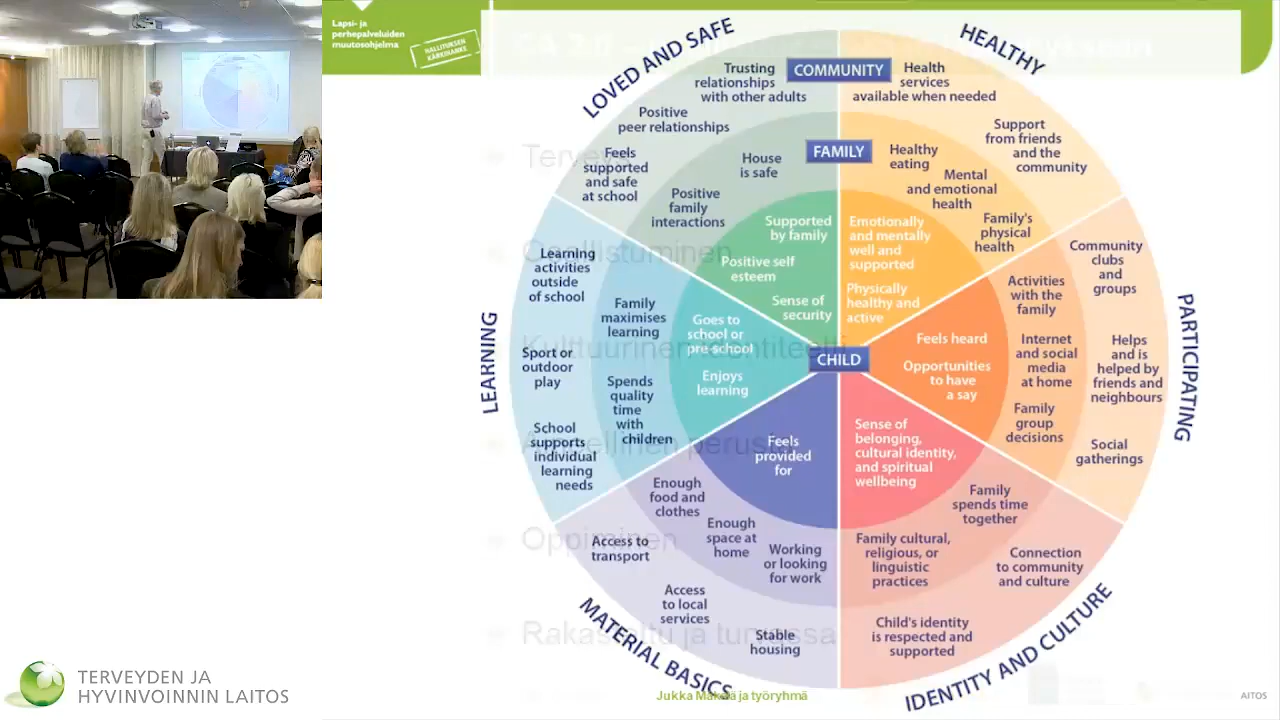 Lapsi- ja
perhepalveluiden
muutosohjelma
HALLITUKSEN
KÄRKIHANKE
LOVED AND SAFE
HEALTHY
PARTICIPATING
IDENTITY AND CULTURE
MATERIAL BASICS
LEARNING
COMMUNITY
FAMILY
CHILD
Trusting
relationships
with other adults
Positive
peer relationships
Feels
supported
and safe
at school
House
is safe
Positive
family
interactions
Supported
by family
Positive self
esteem
Sense of
security
Health
services
available when needed
Support
from friends
and the
community
Healthy
eating
Mental
and emotional
health
Family's
physical
health
Emotionally
and mentally
well and
supported
Physically
healthy and
active
Community
clubs
and
groups
Helps
and is
helped by
friends and
neighbours
Social
gatherings
Activities
with the
family
Internet
and social
media
at home
Family
group
decisions
Feels heard
Opportunities
to have
a say
Sense of
belonging,
cultural identity,
and spiritual
wellbeing
Family
spends time
together
Family cultural,
religious, or
linguistic
practices
Connection
to community
and culture
Child's identity
is respected and
supported
Feels
provided
for
Enough
food and
clothes
Enough
space at
home
Working
or looking
for work
Access to
transport
Access
to local
services
Stable
housing
Learning
activities
outside
of school
Sport or
outdoor
play
School
supports
individual
learning
needs
Family
maximises
learning
Spends
quality
time
with
children
Goes to
school or
pre-school
Enjoys
learning
Terveys
Osallistuminen
Kulttuurinen identiteetti
Aineellinen perusta
Oppiminen
Rakastettu ja turvassa
Jukka Mäkelä ja työryhmä
AITOS
TERVEYDEN JA
HYVINVOINNIN LAITOS